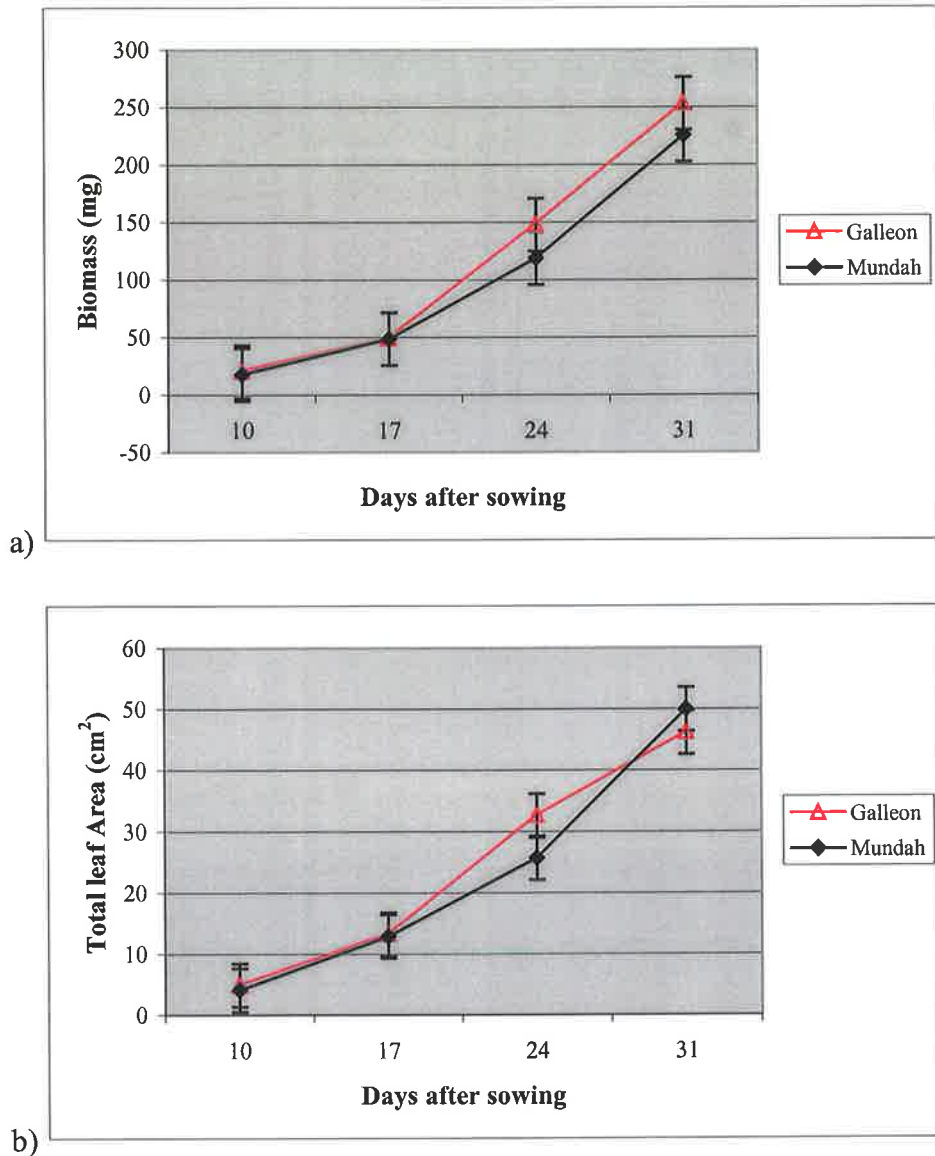 300
250
200
150
100
50
0
-50
Biomass (mg)
10 17 24 31
Days after sowing
Galleon
Mundah
a)
60
50
40
30
20
10
0
Total leaf Area (cm²)
10 17 24 31
Days after sowing
Galleon
Mundah
b)